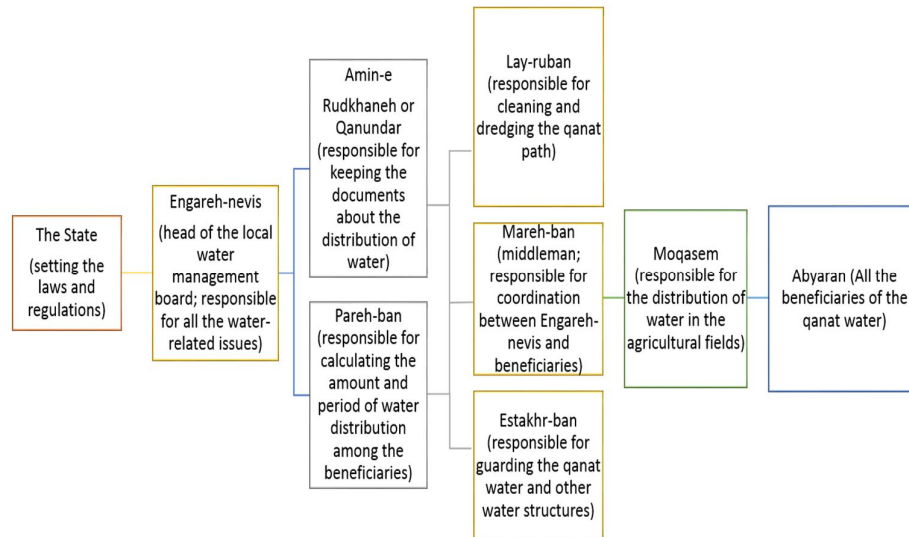 The State
(setting the
laws and
regulations)
Engareh-nevis
(head of the local
water
management
board; responsible
for all the water-
related issues)
Amin-e
Rudkhaneh or
Qanundar
(responsible for
keeping the
documents
about the
distribution of
water)
Pareh-ban
(responsible for
calculating the
amount and
period of water
distribution
among the
beneficiaries)
Lay-ruban
(responsible for
cleaning and
dredging the qanat
path)
Mareh-ban
(middleman;
responsible for
coordination
between Engareh-
nevis and
beneficiaries)
Estakhr-ban
(responsible for
guarding the qanat
water and other
water structures)
Moqasem
(responsible for
the distribution of
water in the
agricultural fields)
Abyaran (All the
beneficiaries of the
qanat water)